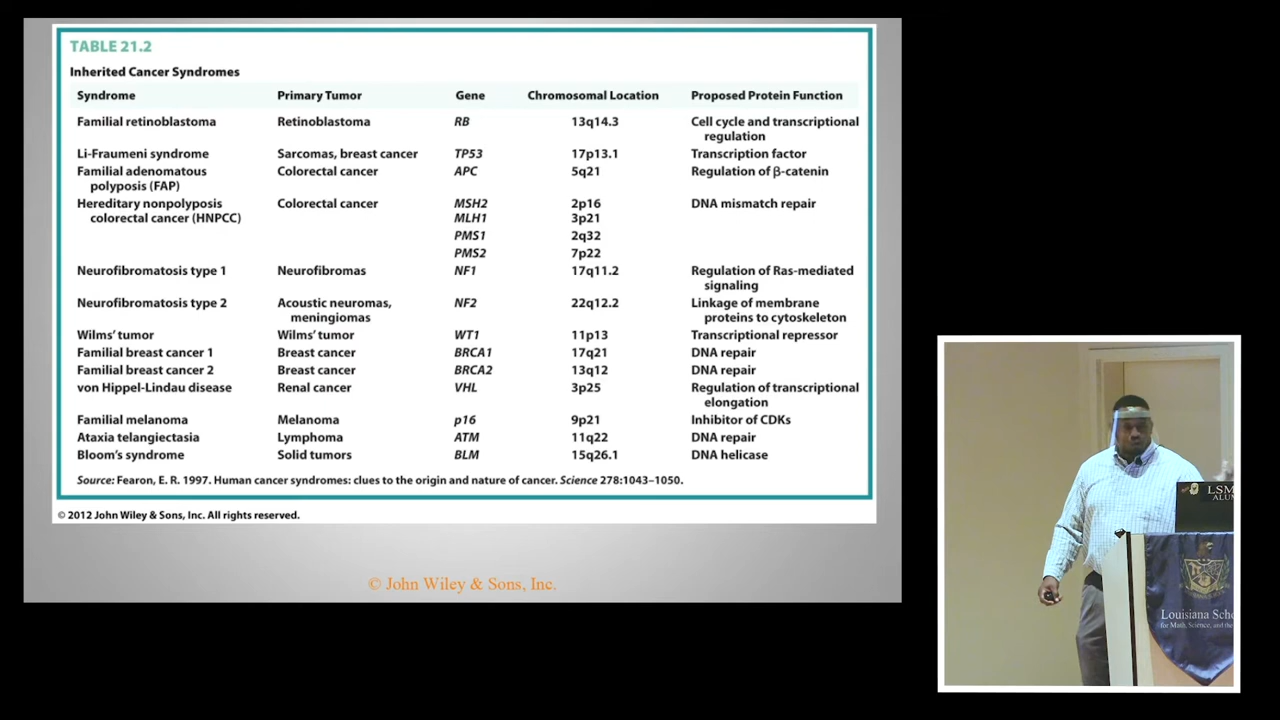 TABLE 21.2
Inherited Cancer Syndromes
Syndrome Primary Tumor Gene Chromosomal Location Proposed Protein Function
Familial retinoblastoma Retinoblastoma RB 13q14.3 Cell cycle and transcriptional
regulation
Li-Fraumeni syndrome Sarcomas, breast cancer TP53 17p13.1 Transcription factor
Familial adenomatous Colorectal cancer APC 5q21 Regulation of β-catenin
polyposis (FAP)
Hereditary nonpolyposis Colorectal cancer MSH2 2p16 DNA mismatch repair
colorectal cancer (HNPCC) MLH1 3p21
PMS1 2q32
PMS2 7p22
Neurofibromatosis type 1 Neurofibromas NF1 17q11.2 Regulation of Ras-mediated
signaling
Neurofibromatosis type 2 Acoustic neuromas, NF2 22q12.2 Linkage of membrane
meningiomas proteins to cytoskeleton
Wilms' tumor Wilms' tumor WT1 11p13 Transcriptional repressor
Familial breast cancer 1 Breast cancer BRCA1 17q21 DNA repair
Familial breast cancer 2 Breast cancer BRCA2 13q12 DNA repair
von Hippel-Lindau disease Renal cancer VHL 3p25 Regulation of transcriptional
elongation
Familial melanoma Melanoma p16 9p21 Inhibitor of CDKs
Ataxia telangiectasia Lymphoma ATM 11q22 DNA repair
Bloom's syndrome Solid tumors BLM 15q26.1 DNA helicase
Source: Fearon, E. R. 1997. Human cancer syndromes: clues to the origin and nature of cancer. Science 278:1043–1050.
© 2012 John Wiley & Sons, Inc. All rights reserved.
© John Wiley & Sons, Inc.
LSM
ALU
Louisiana Scho
for Math, Science, and the